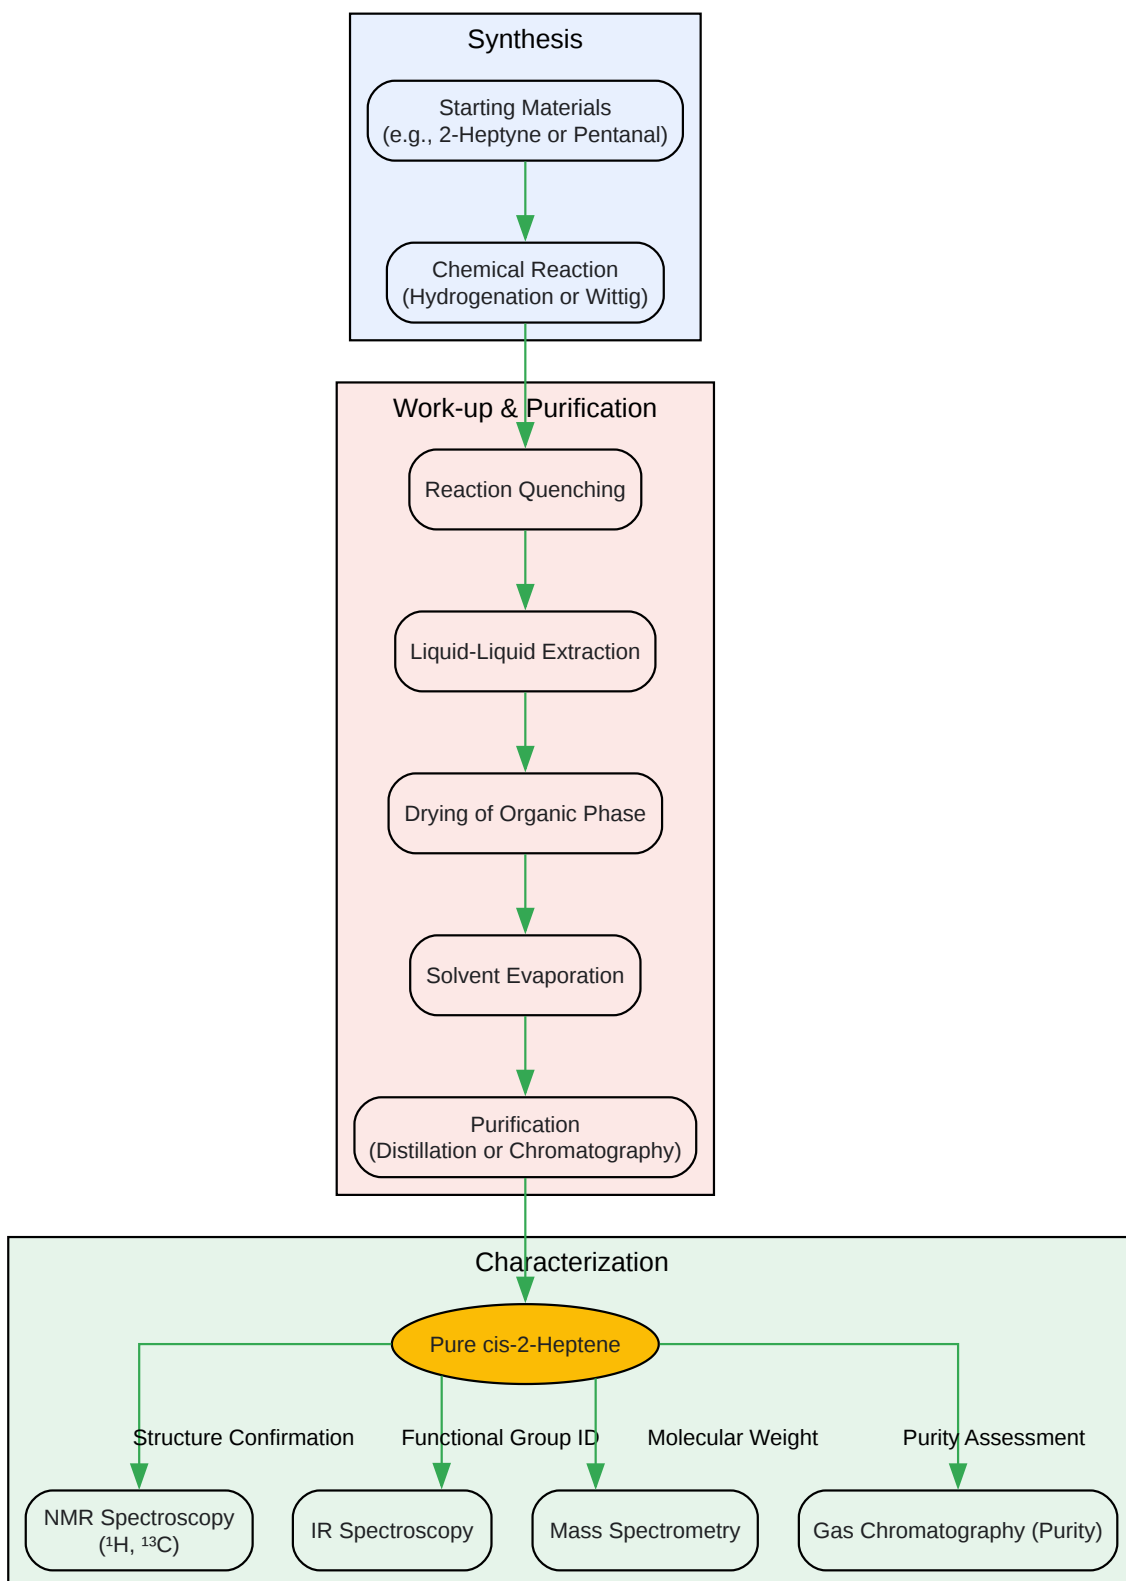 Synthesis
Starting Materials
(e.g., 2-Heptyne or Pentanal)
Chemical Reaction
(Hydrogenation or Wittig)
Work-up & Purification
Reaction Quenching
Liquid-Liquid Extraction
Drying of Organic Phase
Solvent Evaporation
Purification
(Distillation or Chromatography)
Characterization
Pure cis-2-Heptene
Structure Confirmation
Functional Group ID
Molecular Weight
Purity Assessment
NMR Spectroscopy
(¹H, ¹³C)
IR Spectroscopy
Mass Spectrometry
Gas Chromatography (Purity)